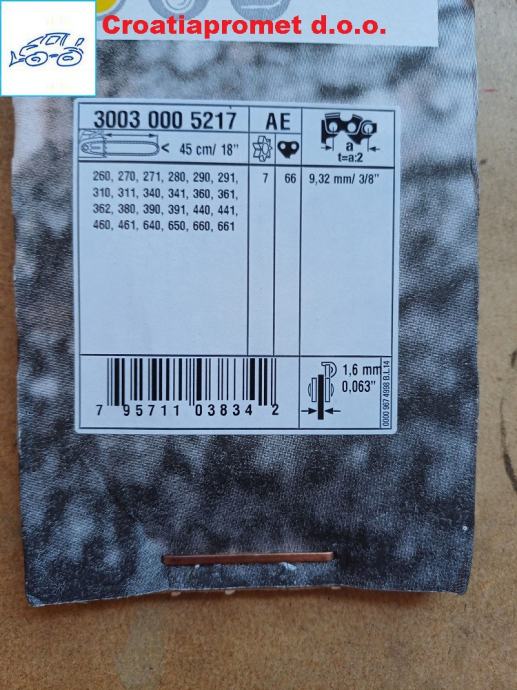 Croatiapromet d.o.o.
3003 000 5217 AE
< 45 cm/ 18"
a
t=a:2
260, 270, 271, 280, 290, 291, 7 66 9,32 mm/ 3/8"
310, 311, 340, 341, 360, 361,
362, 380, 390, 391, 440, 441,
460, 461, 640, 650, 660, 661
1,6 mm
0,063"
7 95711 03834 2
0000 967 4998 B.L.14